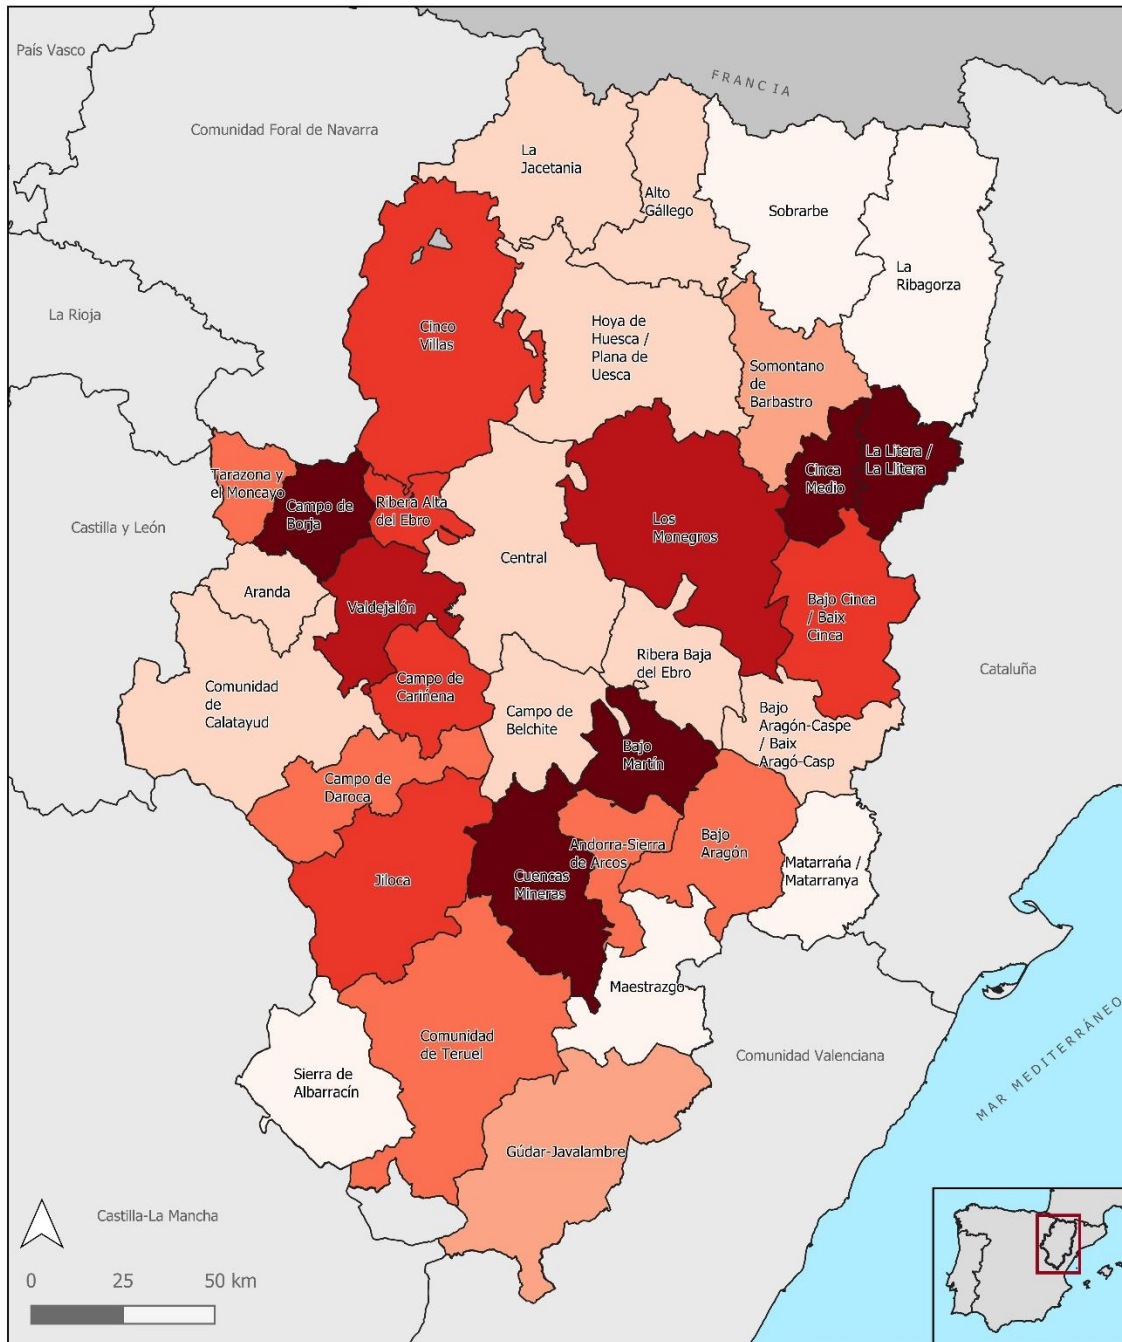 País Vasco
FRANCIA
Comunidad Foral de Navarra
La
Jacetania
Alto
Gállego
Sobrarbe
La
Ribagorza
La Rioja
Cinco
Villas
Hoya de
Huesca /
Plana de
Uesca
Somontano
de
Barbastro
Tarazona y
el Moncayo
Campo de
Borja
Ribera Alta
del Ebro
Cinca
Medio
La Litera /
La Llitera
Castilla y León
Los
Monegros
Central
Aranda
Valdejalón
Bajo Cinca
/ Baix
Cinca
Ribera Baja
del Ebro
Cataluña
Comunidad
de
Calatayud
Campo de
Cariñena
Campo de
Belchite
Bajo
Aragón-Caspe
/ Baix
Aragó-Casp
Bajo
Martín
Campo de
Daroca
Andorra-Sierra
de Arcos
Bajo
Aragón
Matarraña /
Matarranya
Jiloca
Cuencas
Mineras
Maestrazgo
Comunidad
de Teruel
Comunidad Valenciana
MAR MEDITERRÁNEO
Sierra de
Albarracín
Gúdar-Javalambre
Castilla-La Mancha
0 25 50 km